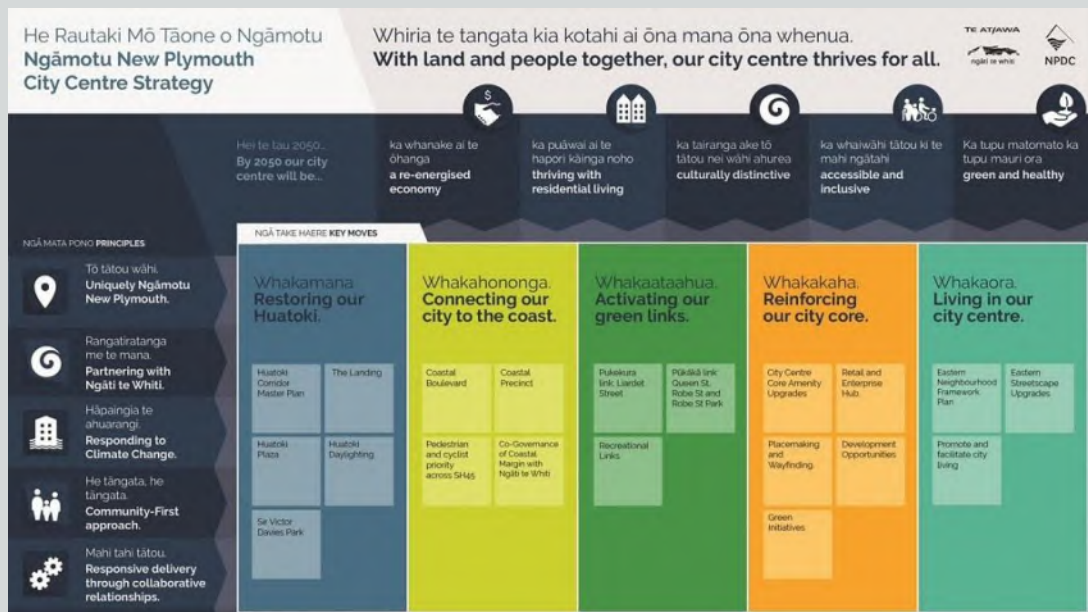 He Rautaki Mō Tāone o Ngāmotu
Ngāmotu New Plymouth
City Centre Strategy
Whiria te tangata kia kotahi ai ōna mana ōna whenua.
With land and people together, our city centre thrives for all.
TE ATIAWA
ngāti te whiti
NPDC
Hei te tau 2050...
By 2050 our city
centre will be...
$
ka whanake ai te
ōhanga
a re-energised
economy
ka puāwai ai te
hapori kāinga noho
thriving with
residential living
ka tairanga ake tō
tātou nei wāhi ahurea
culturally distinctive
ka whaiwāhi tātou ki te
mahi ngātahi
accessible and
inclusive
Ka tupu matomato ka
tupu mauri ora
green and healthy
NGĀ MATA PONO PRINCIPLES
Tō tātou wāhi.
Uniquely Ngāmotu
New Plymouth.
Rangatiratanga
me te mana.
Partnering with
Ngāti te Whiti.
Hāpaingia te
ahuarangi.
Responding to
Climate Change.
He tāngata, he
tāngata.
Community-First
approach.
Mahi tahi tātou.
Responsive delivery
through collaborative
relationships.
NGĀ TAKE HAERE KEY MOVES
Whakamana
Restoring our
Huatoki.
Huatoki
Corridor
Master Plan
The Landing
Huatoki
Plaza
Huatoki
Daylighting
Sir Victor
Davies Park
Whakahononga.
Connecting our
city to the coast.
Coastal
Boulevard
Coastal
Precinct
Pedestrian
and cyclist
priority
across SH45
Co-Governance
of Coastal
Margin with
Ngāti te Whiti
Whakaataahua.
Activating our
green links.
Pukekura
link: Liardet
Street
Pūkākā link
Queen St,
Robe St and
Robe St Park
Recreational
Links
Whakakaha.
Reinforcing
our city core.
City Centre
Core Amenity
Upgrades
Retail and
Enterprise
Hub
Placemaking
and
Wayfinding
Development
Opportunities
Green
Initiatives
Whakaora.
Living in our
city centre.
Eastern
Neighbourhood
Framework
Plan
Eastern
Streetscape
Upgrades
Promote and
facilitate city
living